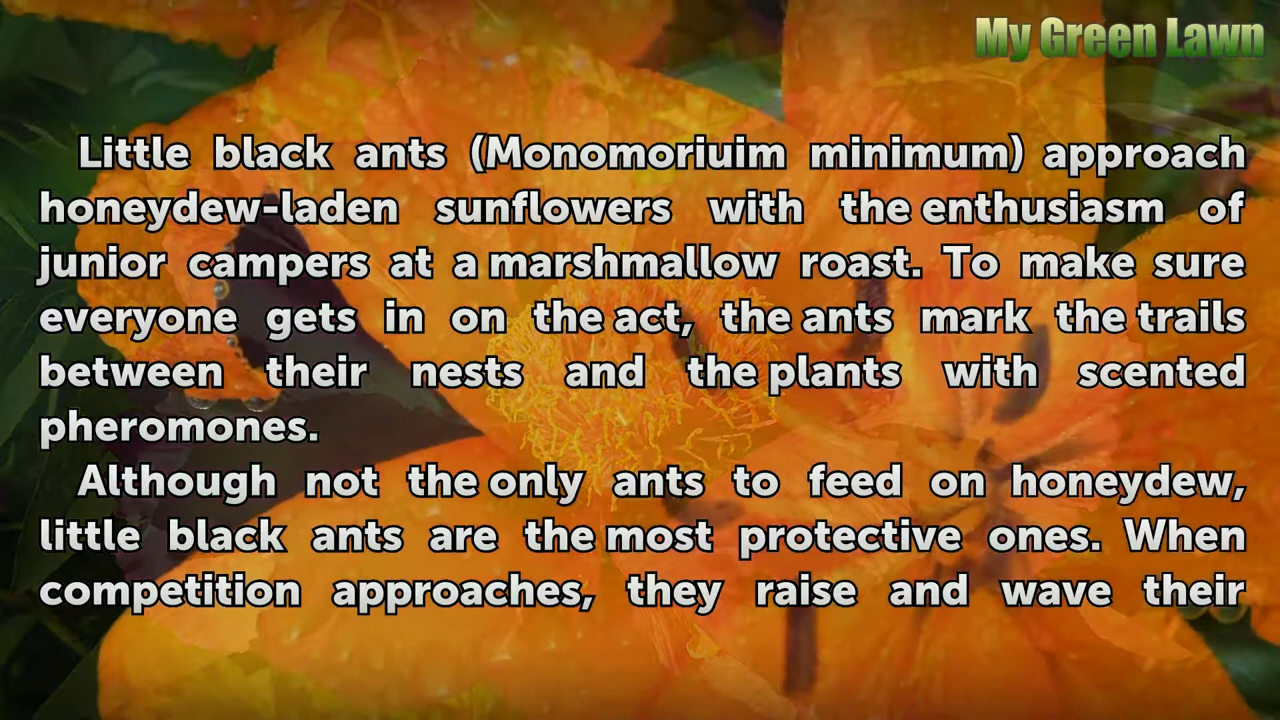 My Green Lawn
Little black ants (Monomoriuim minimum) approach
honeydew-laden sunflowers with the enthusiasm of
junior campers at a marshmallow roast. To make sure
everyone gets in on the act, the ants mark the trails
between their nests and the plants with scented
pheromones.
Although not the only ants to feed on honeydew,
little black ants are the most protective ones. When
competition approaches, they raise and wave their